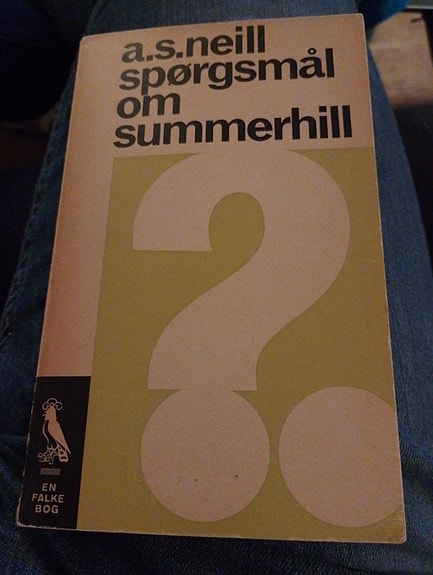 a.s.neill
spørgsmål
om
summerhill
?
EN
FALKE
BOG